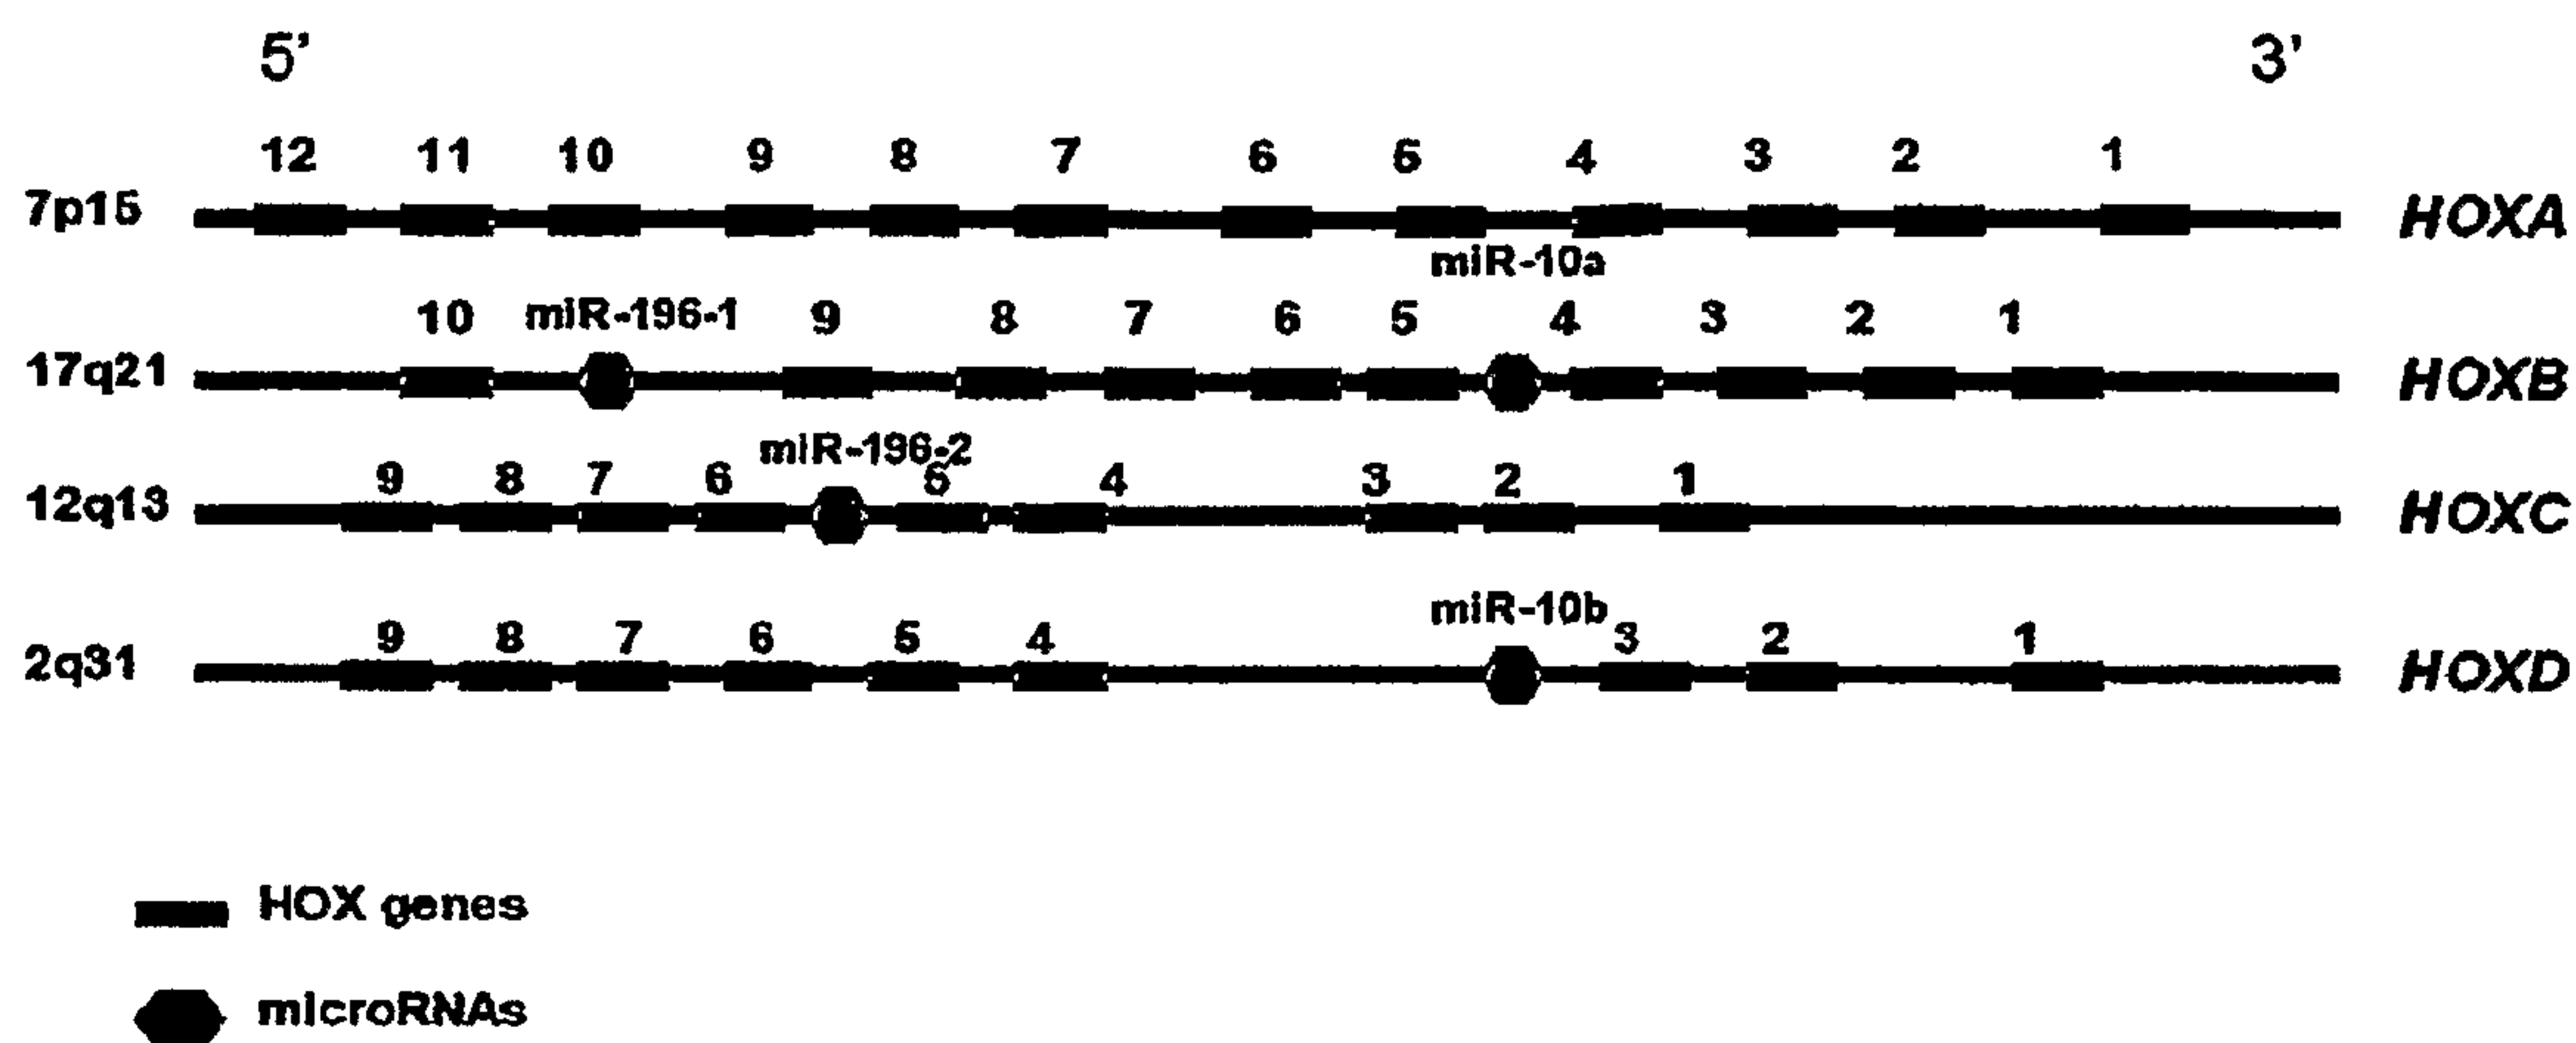 5' 3'
12 11 10 9 8 7 6 5 4 3 2 1
7p15 HOXA
miR-10a
10 miR-196-1 9 8 7 6 5 4 3 2 1
17q21 HOXB
miR-196-2
9 8 7 6 5 4 3 2 1
12q13 HOXC
miR-10b
9 8 7 6 5 4 3 2 1
2q31 HOXD
HOX genes
microRNAs